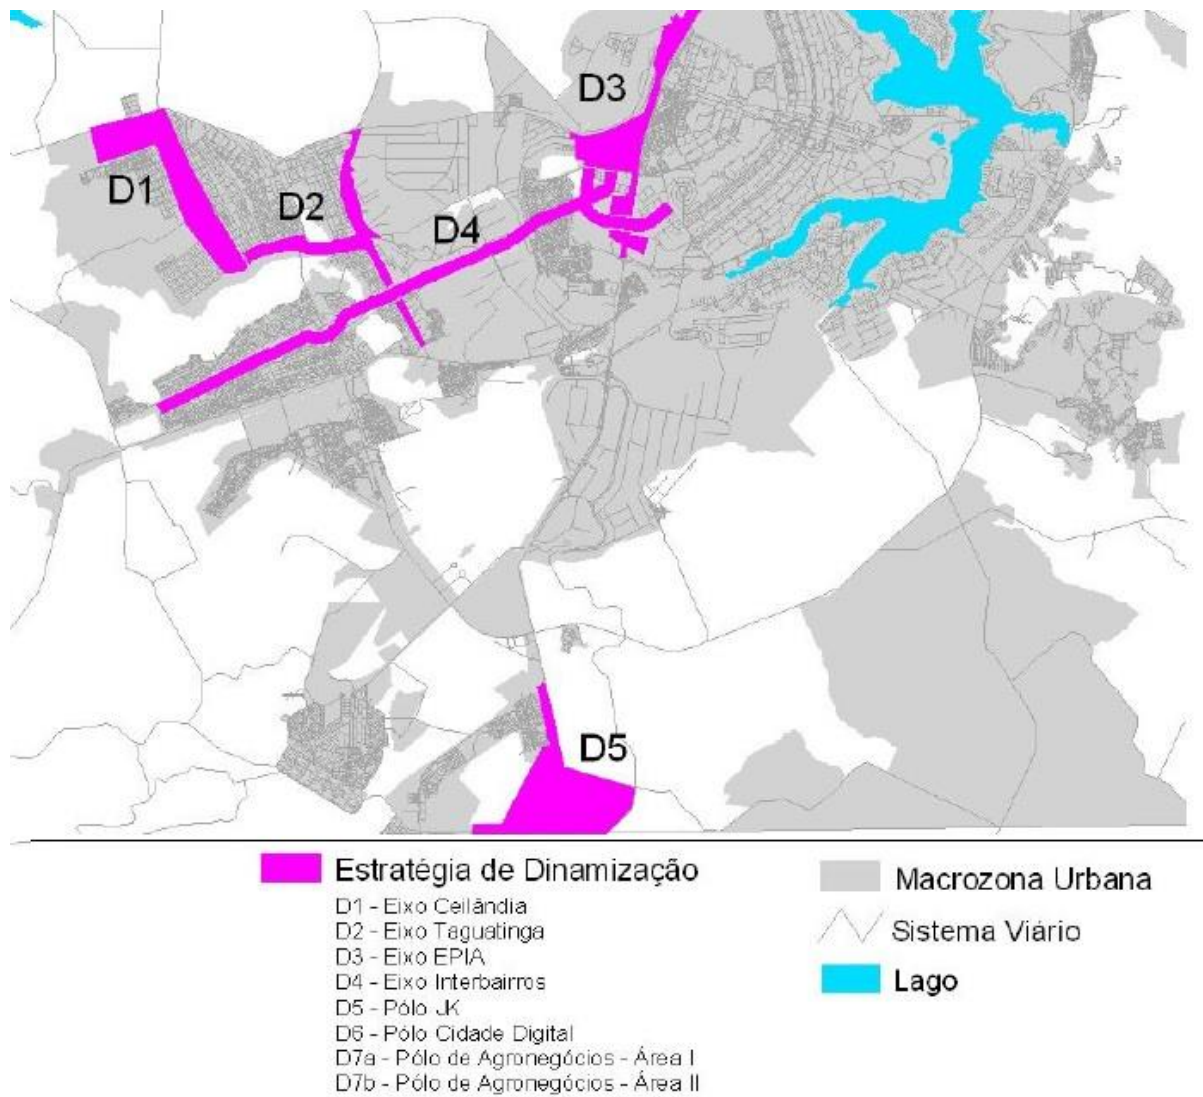 D3
D1
D2
D4
D5
Estratégia de Dinamização
D1 - Eixo Ceilândia
D2 - Eixo Taguatinga
D3 - Eixo EPIA
D4 - Eixo Interbairros
D5 - Pólo JK
D6 - Pólo Cidade Digital
D7a - Pólo de Agronegócios - Área I
D7b - Pólo de Agronegócios - Área II
Macrozona Urbana
Sistema Viário
Lago